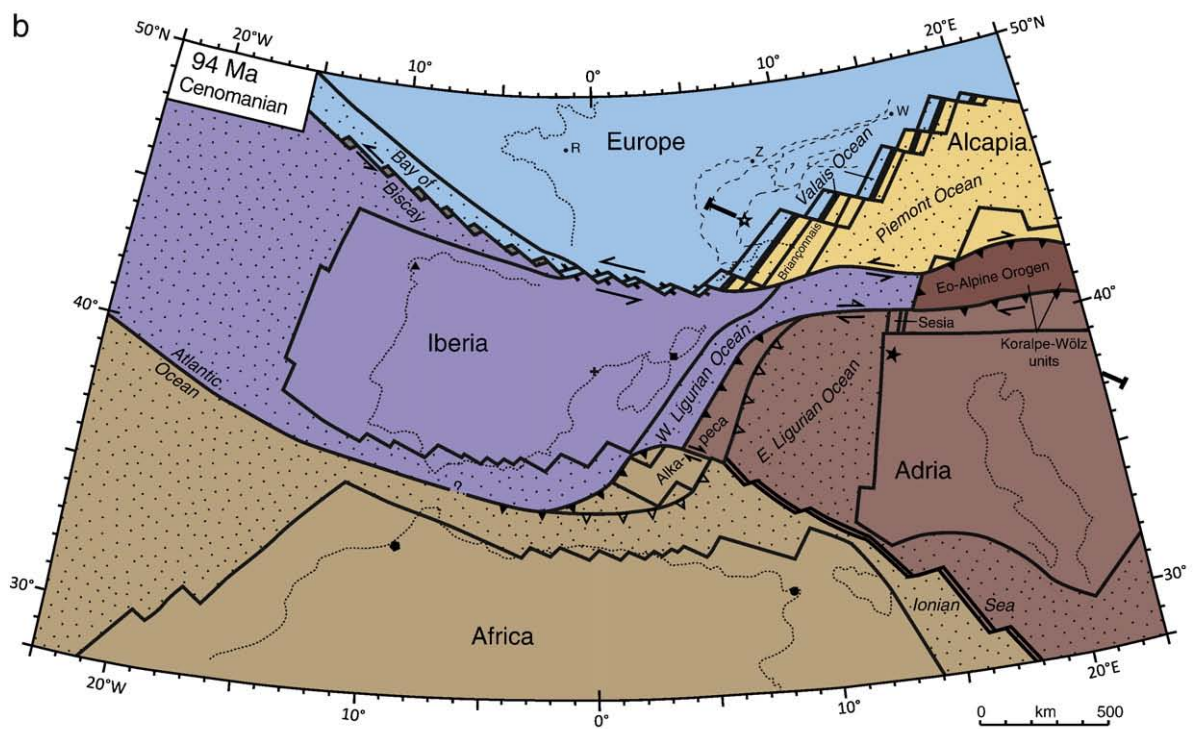 b
50°N
20°W
10°
0°
10°
20°E
50°N
94 Ma
Cenomanian
Europe
R
Z
W
Valais Ocean
Alcapia
Bay of
Biscay
Piemont Ocean
Briançonnais
Eo-Alpine Orogen
40°
40°
Iberia
Sesia
Koralpe-Wölz
units
Atlantic
Ocean
W. Ligurian Ocean
E. Ligurian Ocean
Alka-
peca
Adria
?
30°
30°
Africa
Ionian
Sea
20°W
10°
0°
10°
20°E
0 km 500